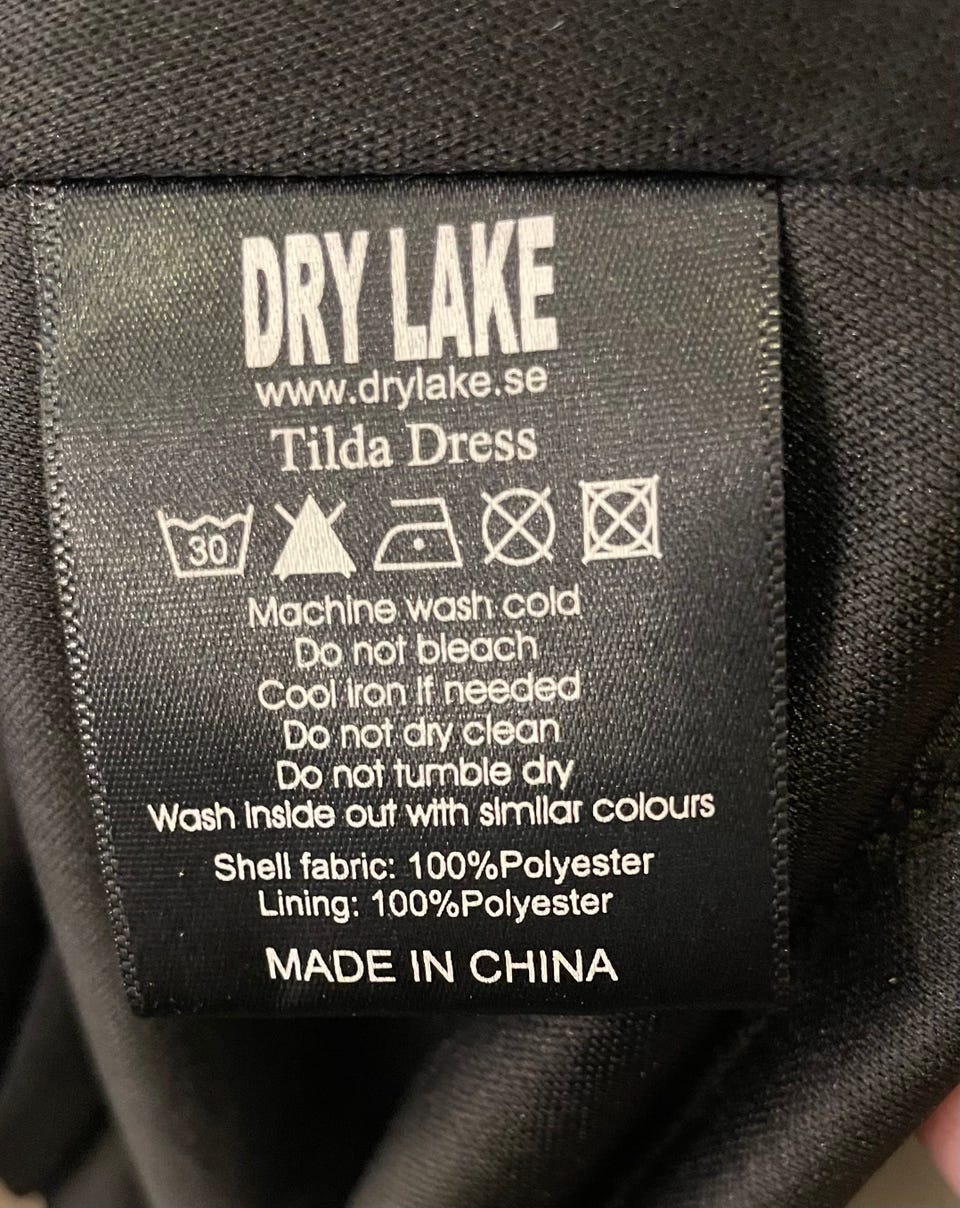 DRY LAKE
www.drylake.se
Tilda Dress
30
Machine wash cold
Do not bleach
Cool Iron If needed
Do not dry clean
Do not tumble dry
Wash Inside out with similar colours
Shell fabric: 100%Polyester
Lining: 100%Polyester
MADE IN CHINA